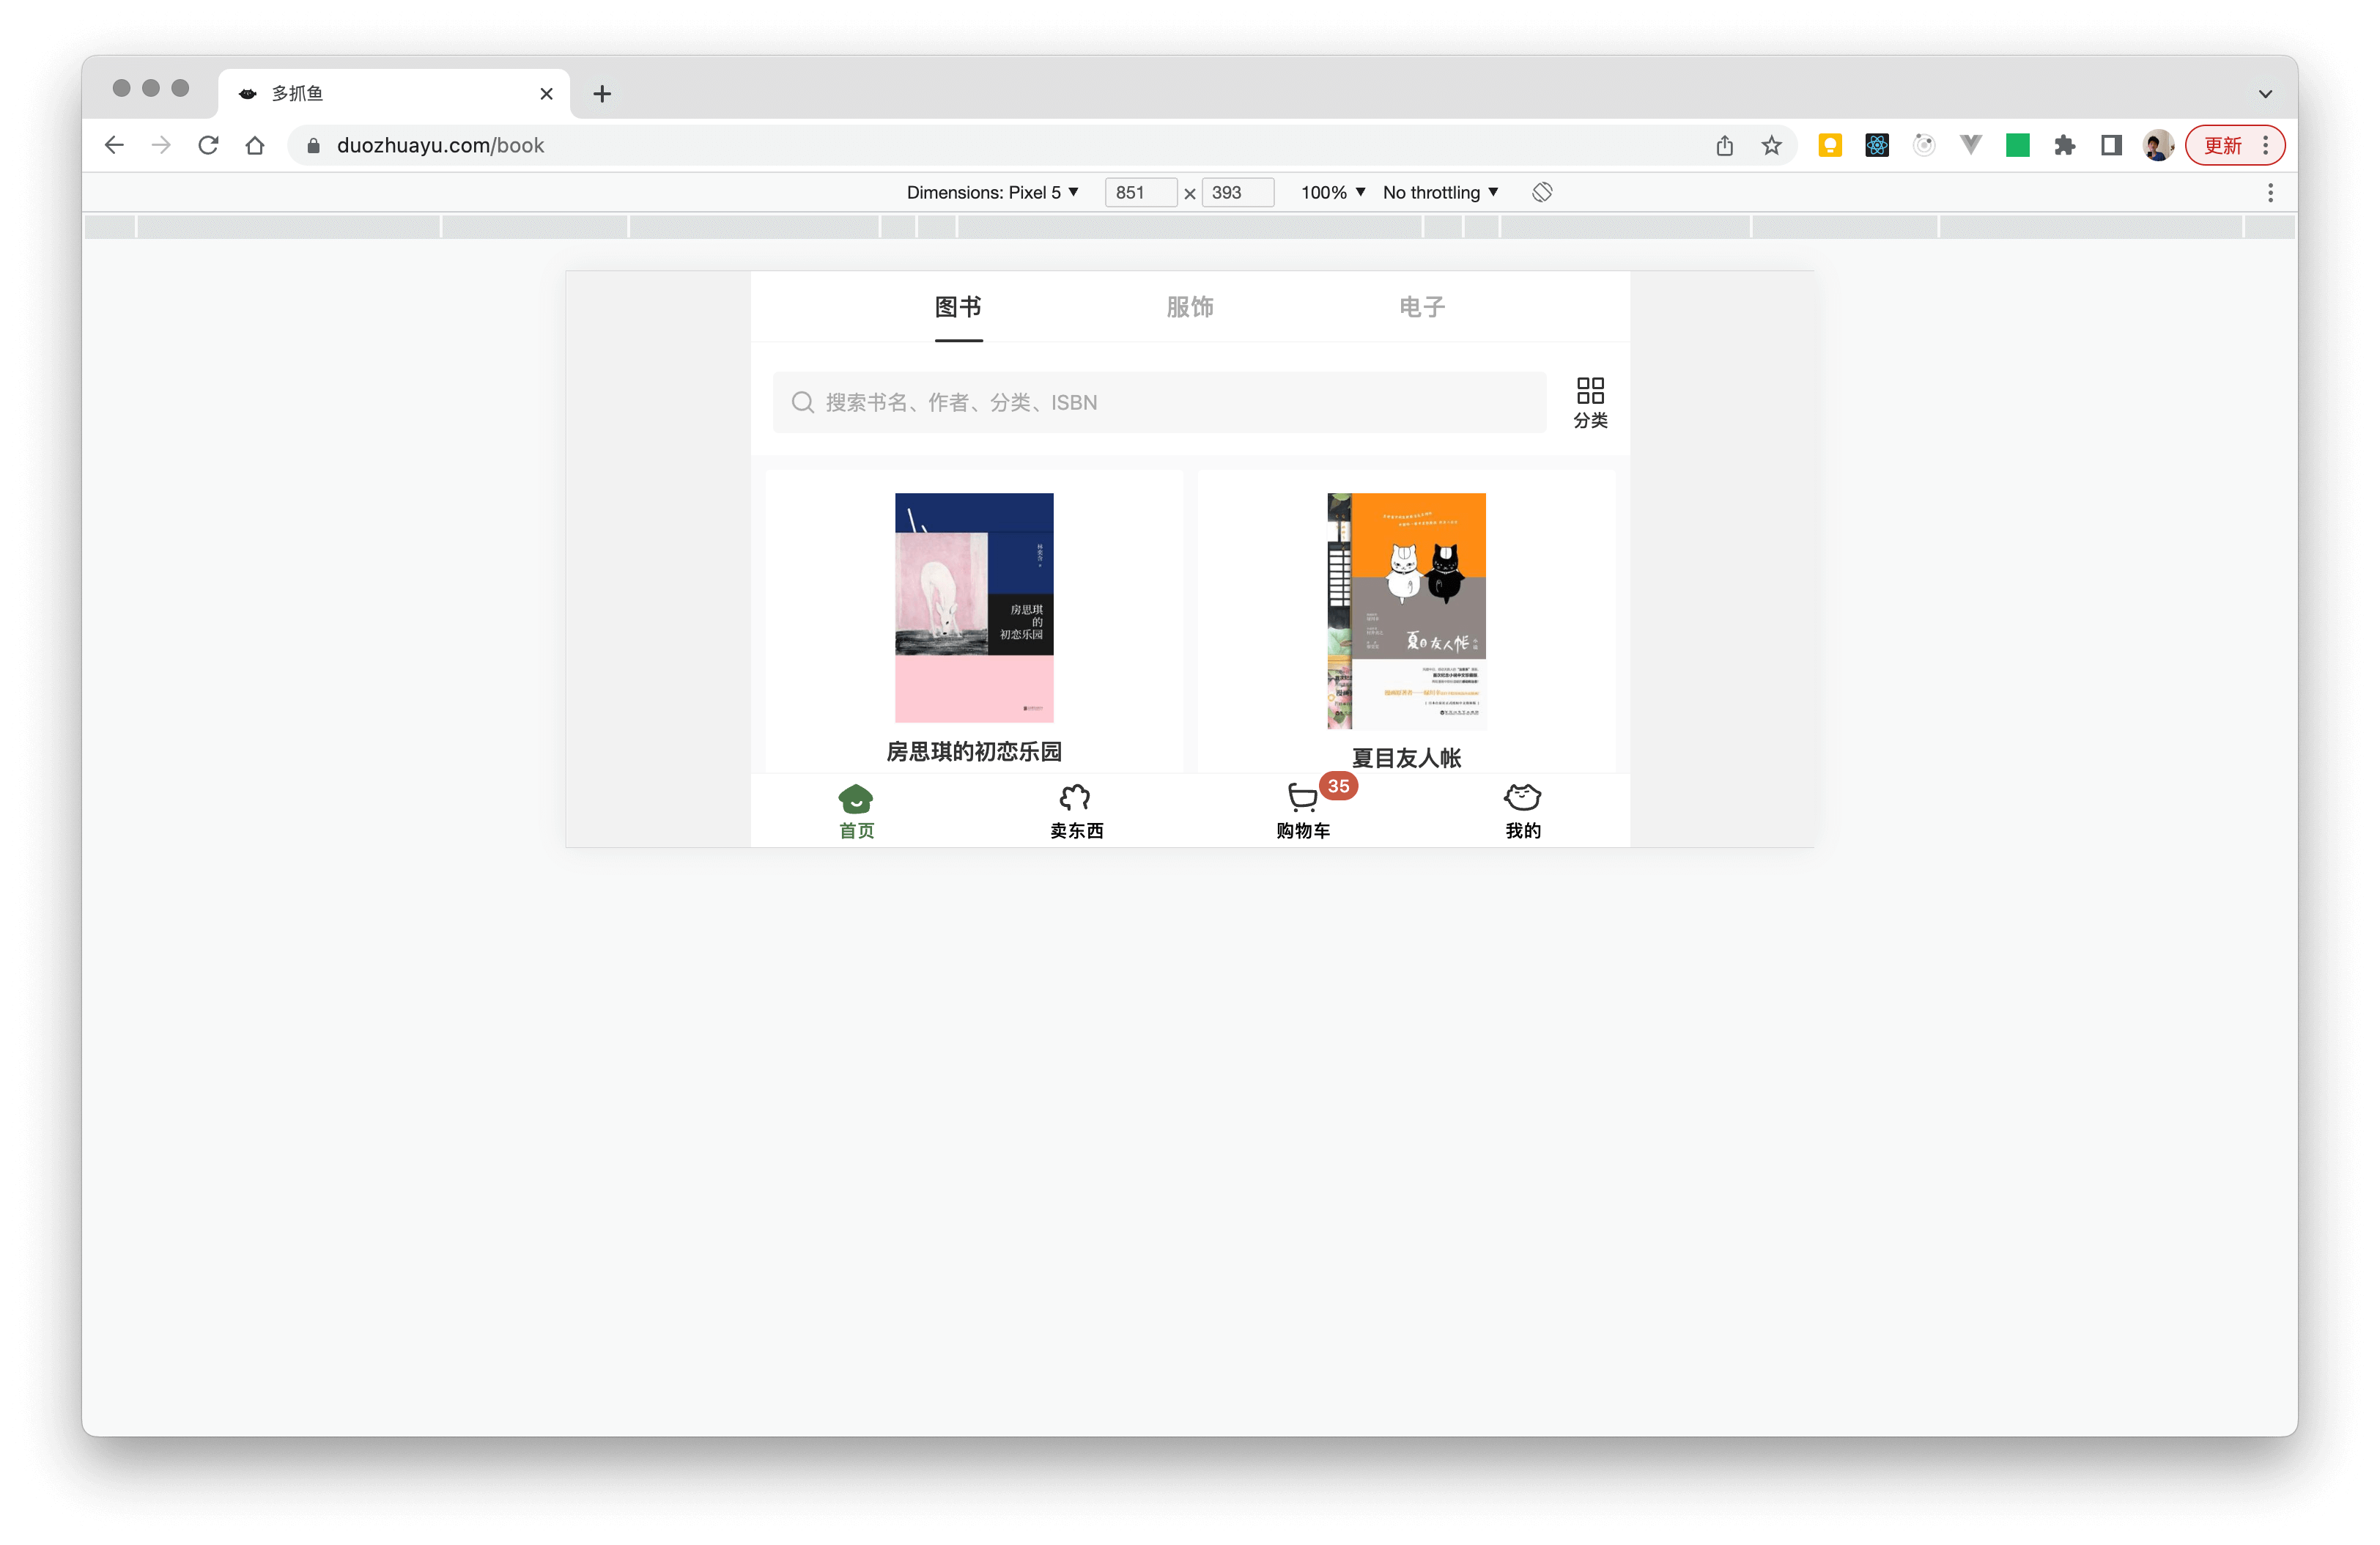 多抓鱼
duozhuayu.com/book
更新
Dimensions: Pixel 5 851 × 393 100% No throttling
图书 服饰 电子
搜索书名、作者、分类、ISBN
分类
房思琪
的
初恋乐园
夏目友人帐
房思琪的初恋乐园
夏目友人帐
35
首页 卖东西 购物车 我的